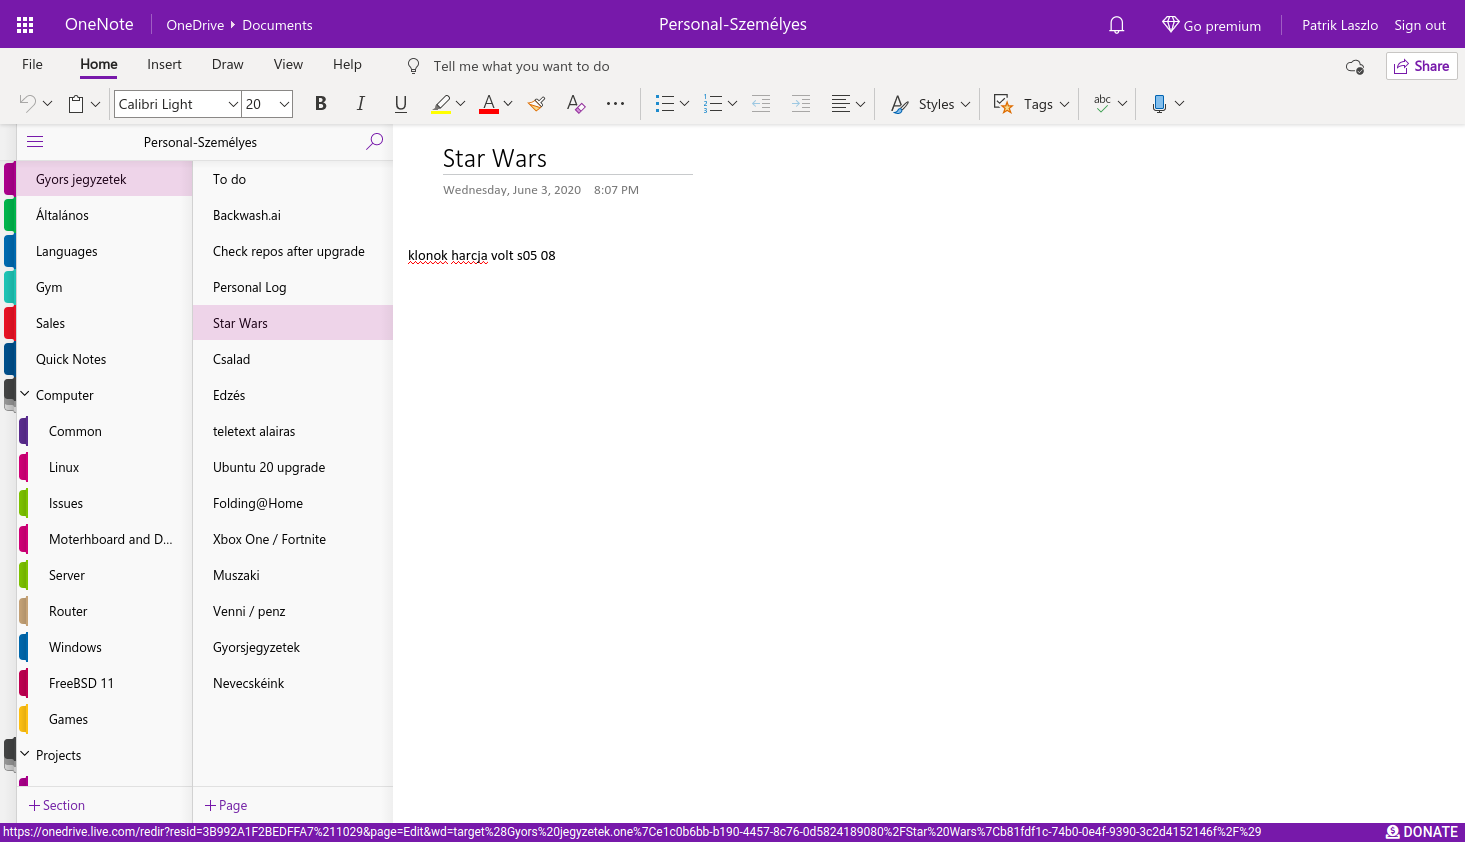 OneNote OneDrive Documents Personal-Személyes Go premium Patrik Laszlo Sign out
File Home Insert Draw View Help Tell me what you want to do Share
Calibri Light 20 B I U A A Styles Tags abc
Personal-Személyes
Gyors jegyzetek
Általános
Languages
Gym
Sales
Quick Notes
Computer
Common
Linux
Issues
Moterhboard and D...
Server
Router
Windows
FreeBSD 11
Games
Projects
+ Section
To do
Backwash.ai
Check repos after upgrade
Personal Log
Star Wars
Csalad
Edzés
teletext alairas
Ubuntu 20 upgrade
Folding@Home
Xbox One / Fortnite
Muszaki
Venni / penz
Gyorsjegyzetek
Nevecskéink
+ Page
Star Wars
Wednesday, June 3, 2020 8:07 PM
klonok harcja volt s05 08
https://onedrive.live.com/redir?resid=3B992A1F2BEDFFA7%211029&page=Edit&wd=target%28Gyors%20jegyzetek.one%7Ce1c0b6bb-b190-4457-8c76-0d5824189080%2FStar%20Wars%7Cb81fdf1c-74b0-0e4f-9390-3c2d4152146f%2F%29 DONATE